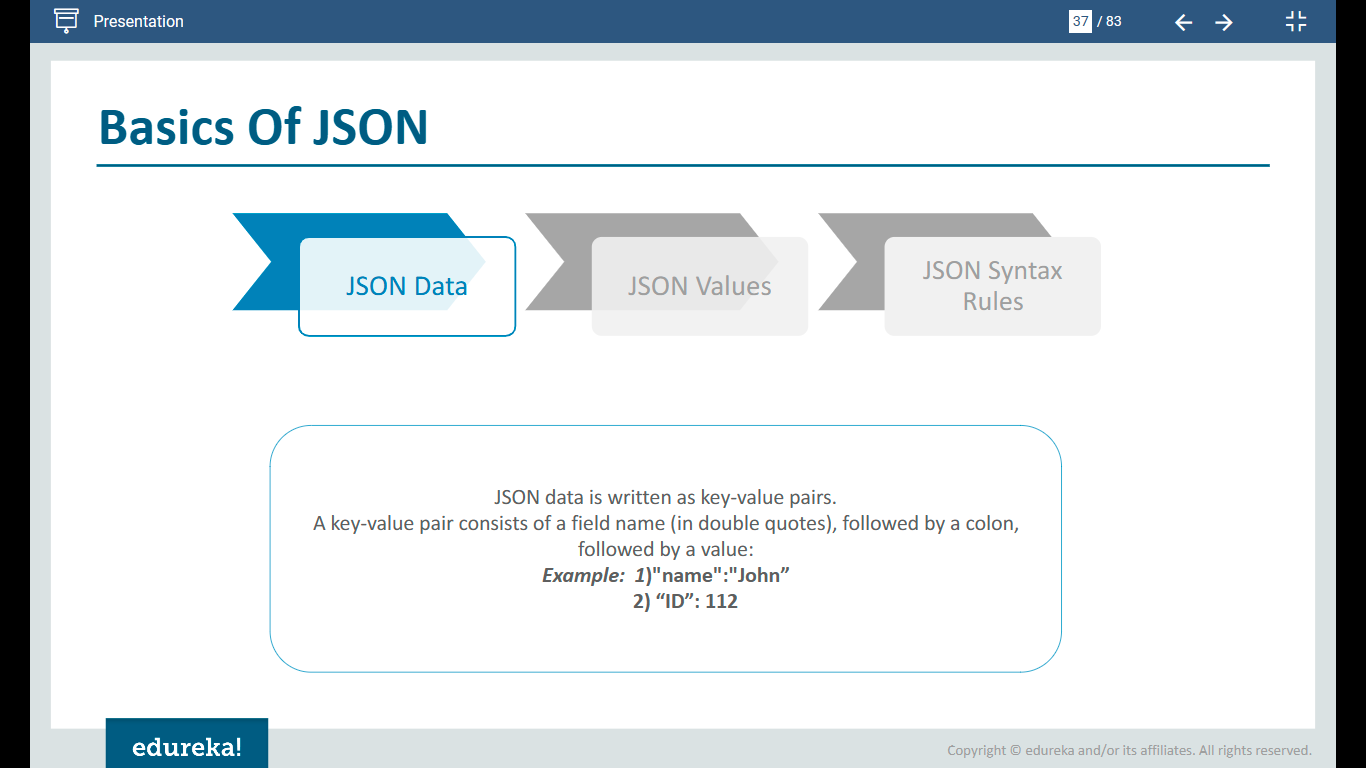 Presentation
37 / 83
Basics Of JSON
JSON Data
JSON Values
JSON Syntax
Rules
JSON data is written as key-value pairs.
A key-value pair consists of a field name (in double quotes), followed by a colon,
followed by a value:
Example:  1)"name":"John”
2) “ID”: 112
edureka!
Copyright © edureka and/or its affiliates. All rights reserved.